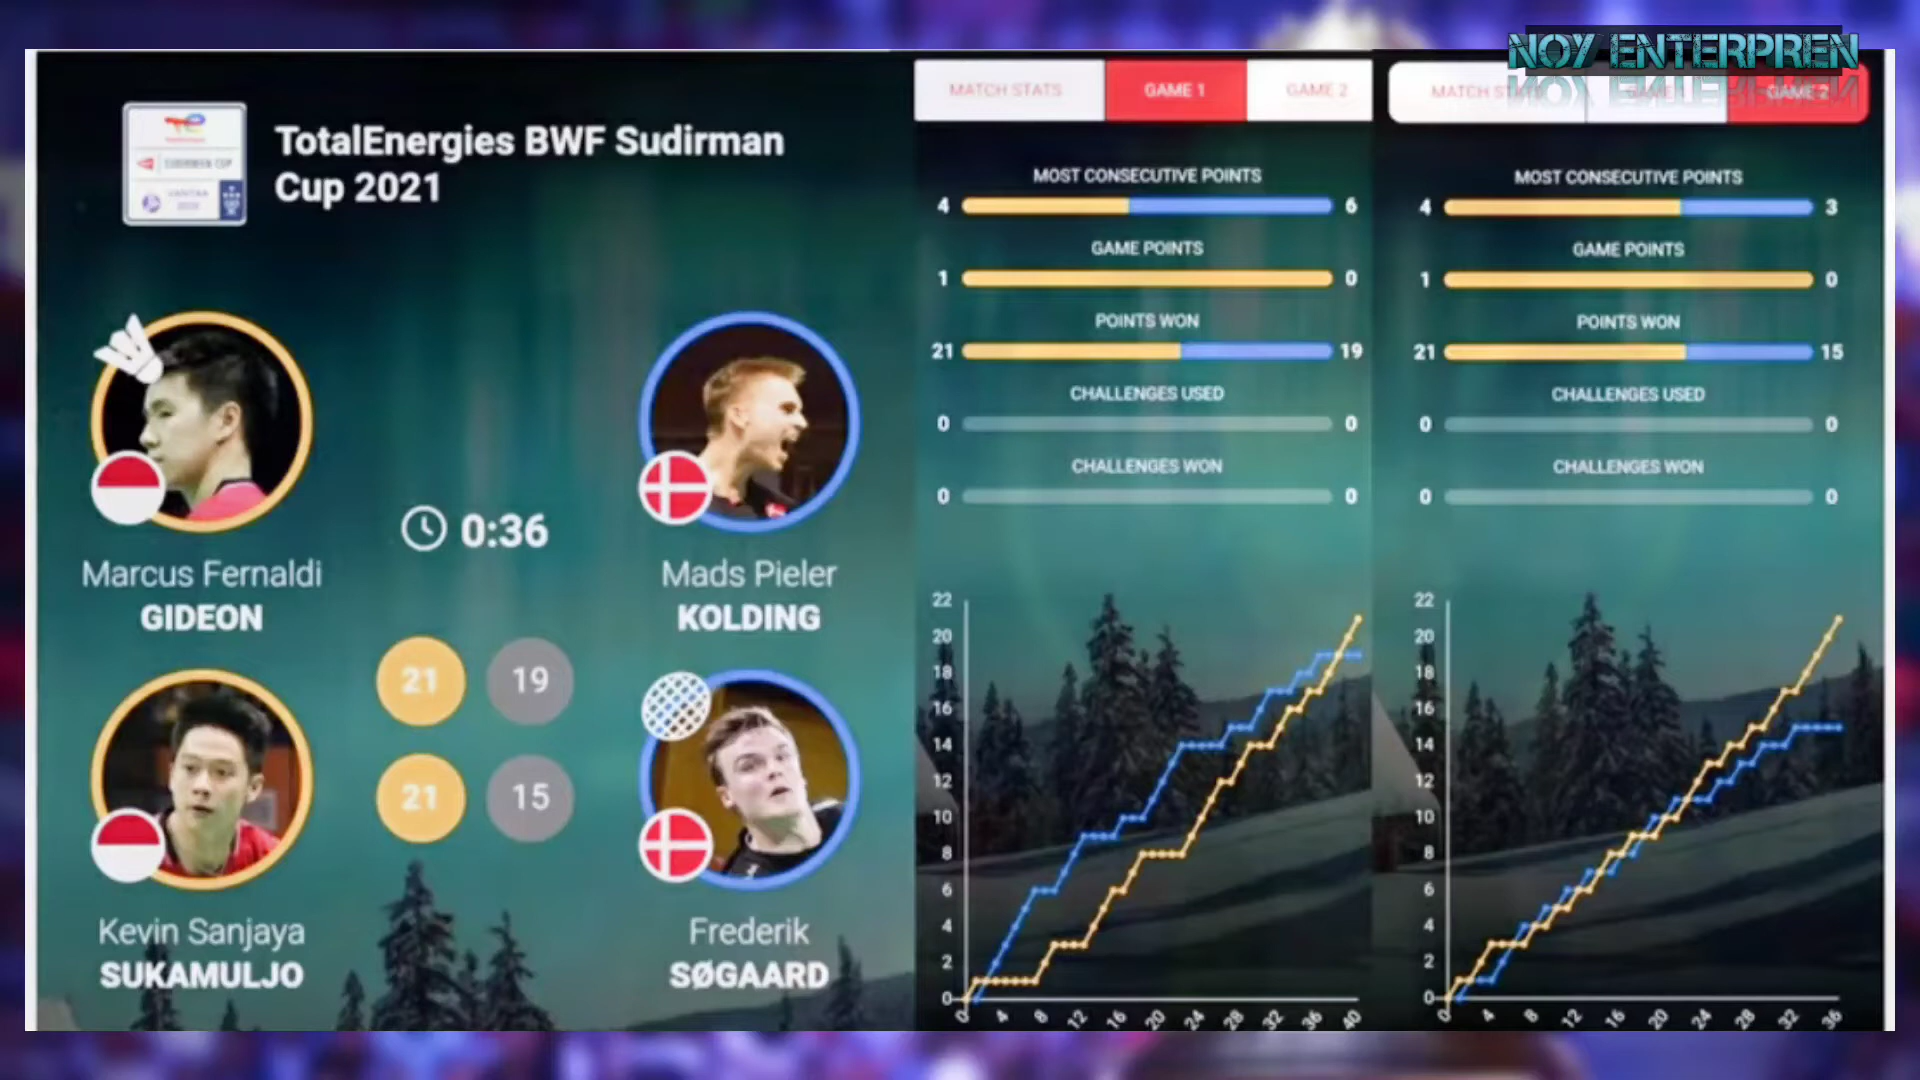 NOY ENTERPREN
TotalEnergies BWF Sudirman
Cup 2021
SUDIRMAN CUP
VANTAA
2021
Marcus Fernaldi
GIDEON
Kevin Sanjaya
SUKAMULJO
0:36
21 19
21 15
Mads Pieler
KOLDING
Frederik
SØGAARD
MATCH STATS GAME 1 GAME 2
MOST CONSECUTIVE POINTS
4 6
GAME POINTS
1 0
POINTS WON
21 19
CHALLENGES USED
0 0
CHALLENGES WON
0 0
22
20
18
16
14
12
10
8
6
4
2
0
0 4 8 12 16 20 24 28 32 36 40
MATCH STATS GAME 2
MOST CONSECUTIVE POINTS
4 3
GAME POINTS
1 0
POINTS WON
21 15
CHALLENGES USED
0 0
CHALLENGES WON
0 0
22
20
18
16
14
12
10
8
6
4
2
0
0 4 8 12 16 20 24 28 32 36